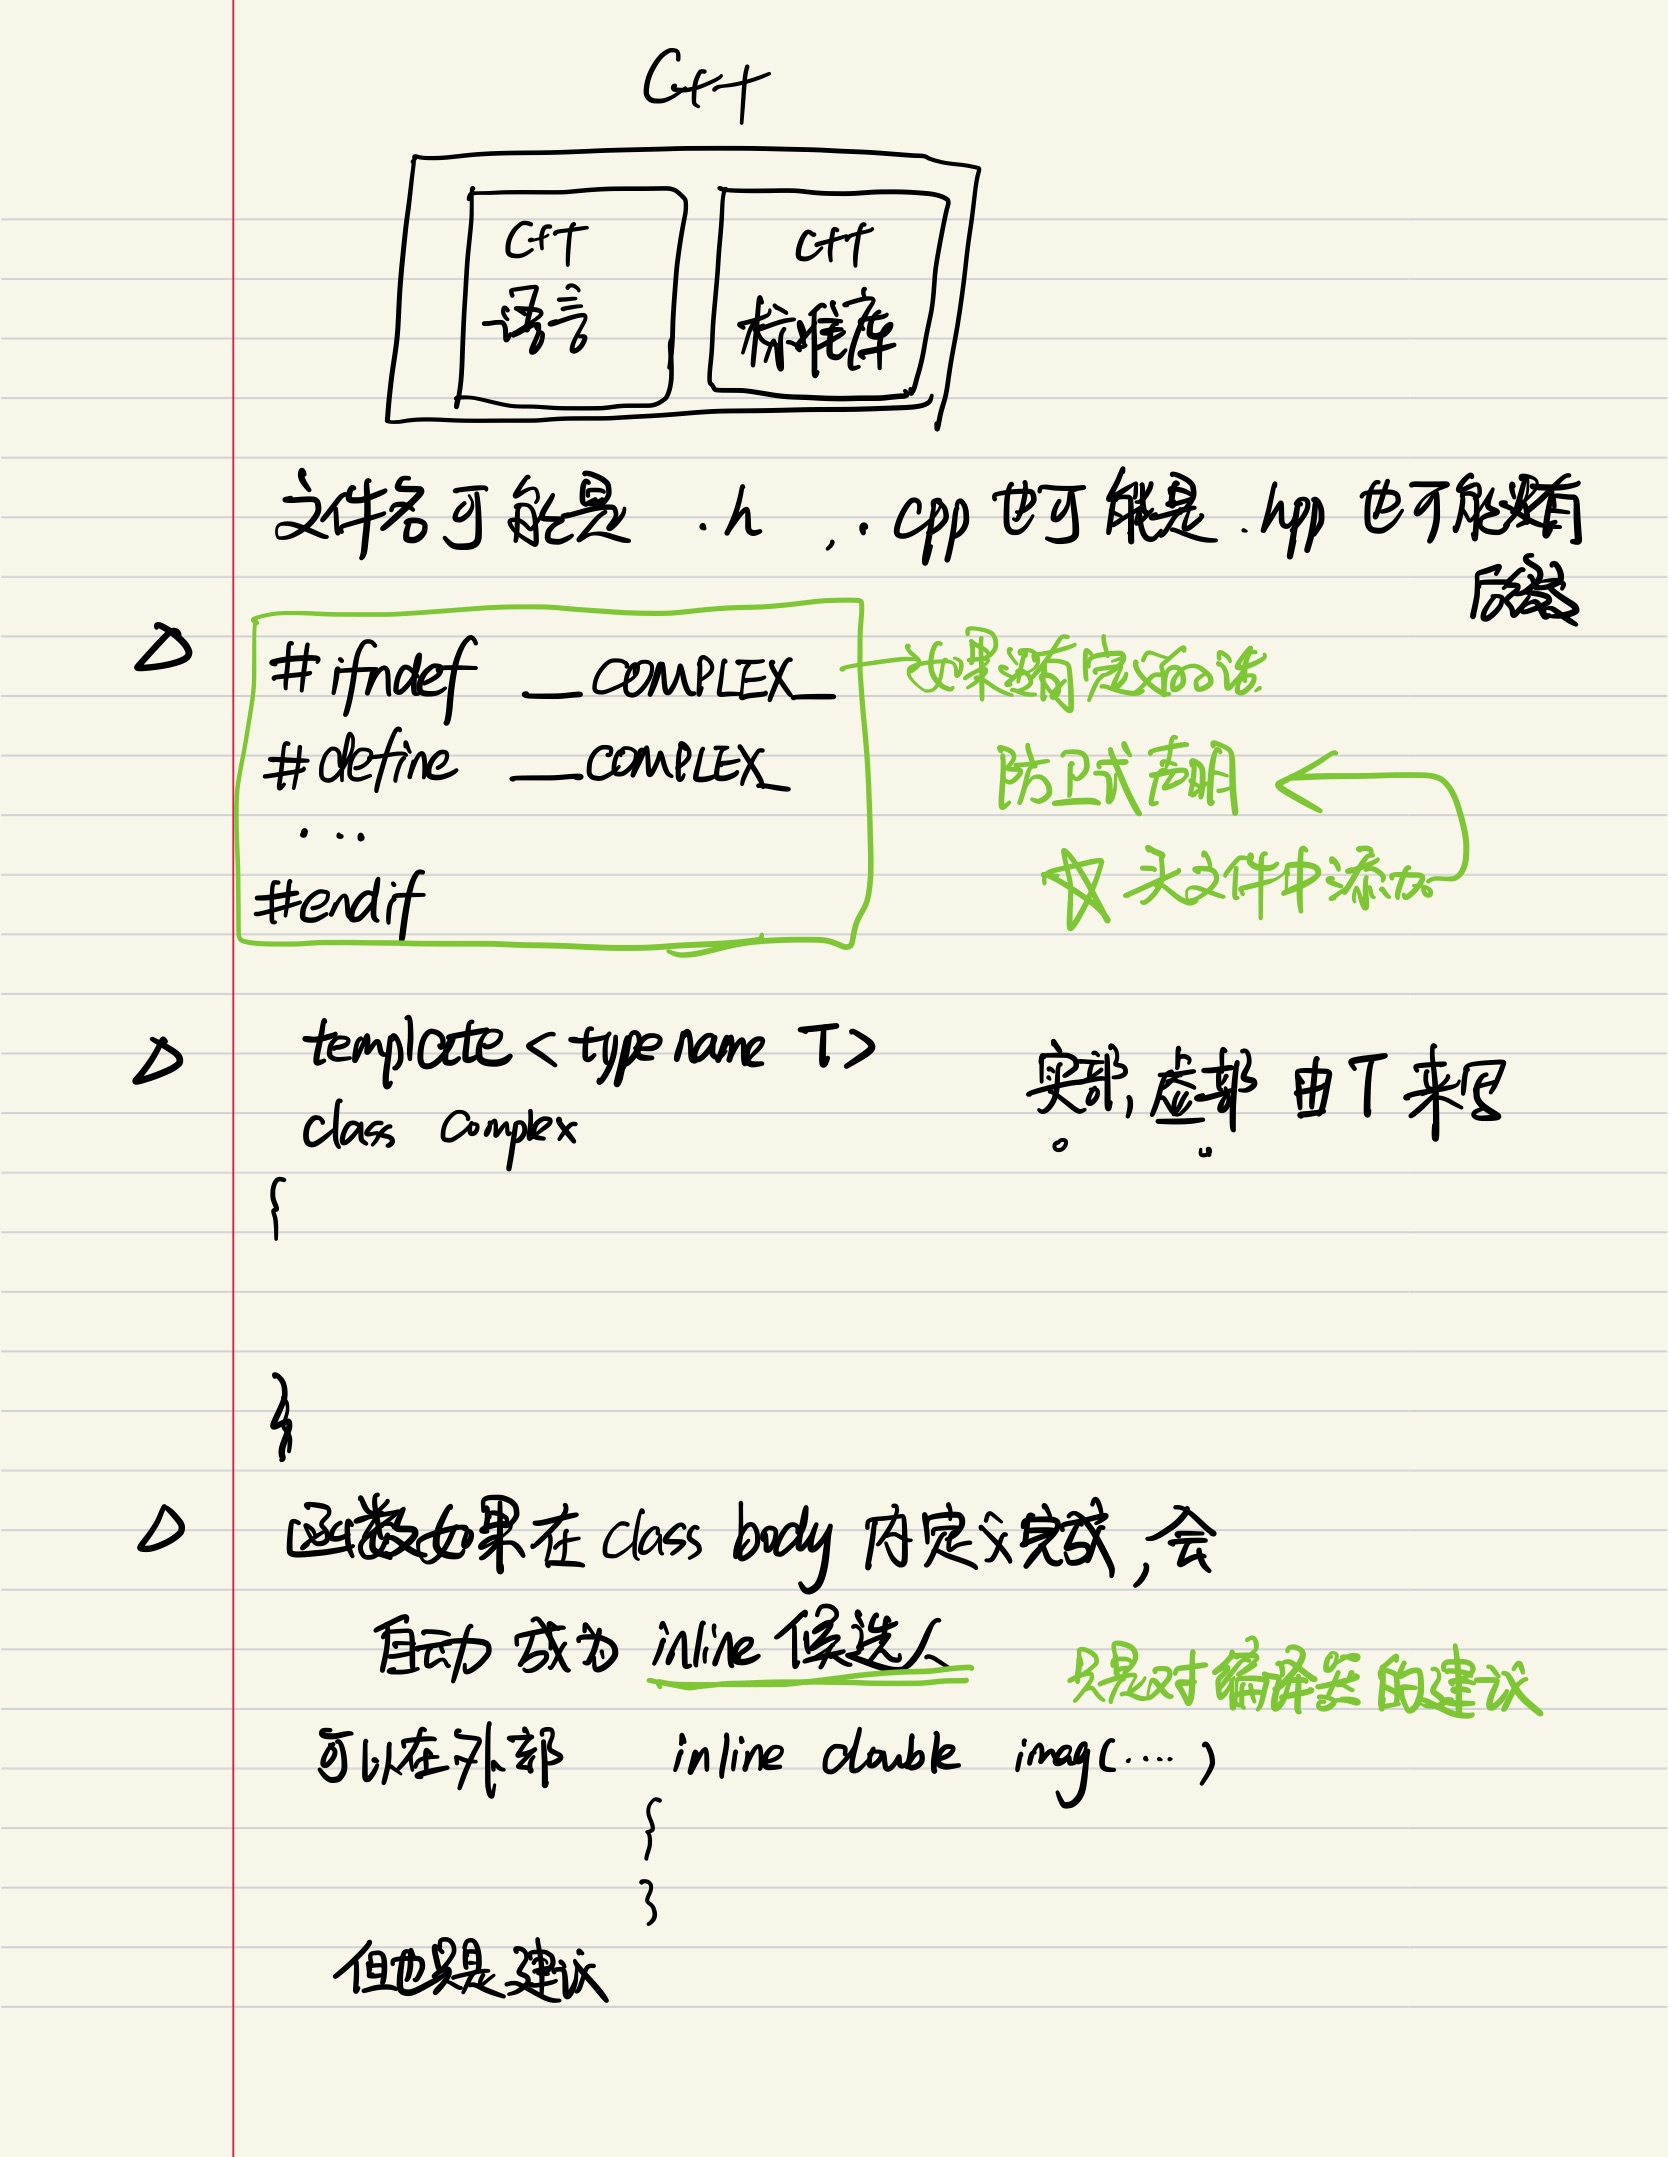 C++
C++
语言
C++
标准库
文件名可能是 .h , .cpp 也可能是 .hpp 也可能没有
后缀
#ifndef __COMPLEX__
如果没有定义的话
#define __COMPLEX__
防卫式声明
...
☆ 头文件中添加
#endif
template <typename T>
实部, 虚部 由T来写
class complex
{
}
函数如果在 class body 内定义完成, 会
自动成为 inline 候选人
只是对编译器的建议
可以在外部 inline double imag(....)
{
}
但也只是建议